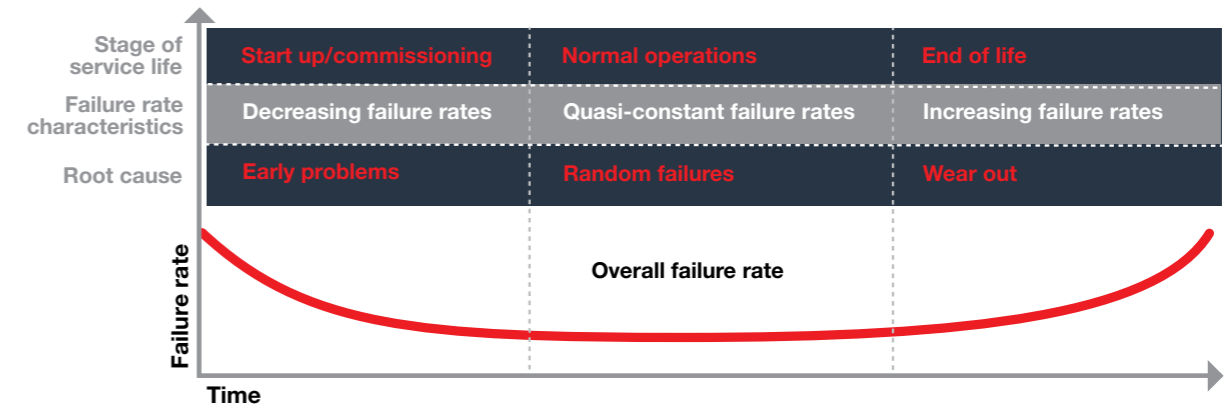 Stage of
service life
Start up/commissioning
Normal operations
End of life
Failure rate
characteristics
Decreasing failure rates
Quasi-constant failure rates
Increasing failure rates
Root cause
Early problems
Random failures
Wear out
Failure rate
Overall failure rate
Time